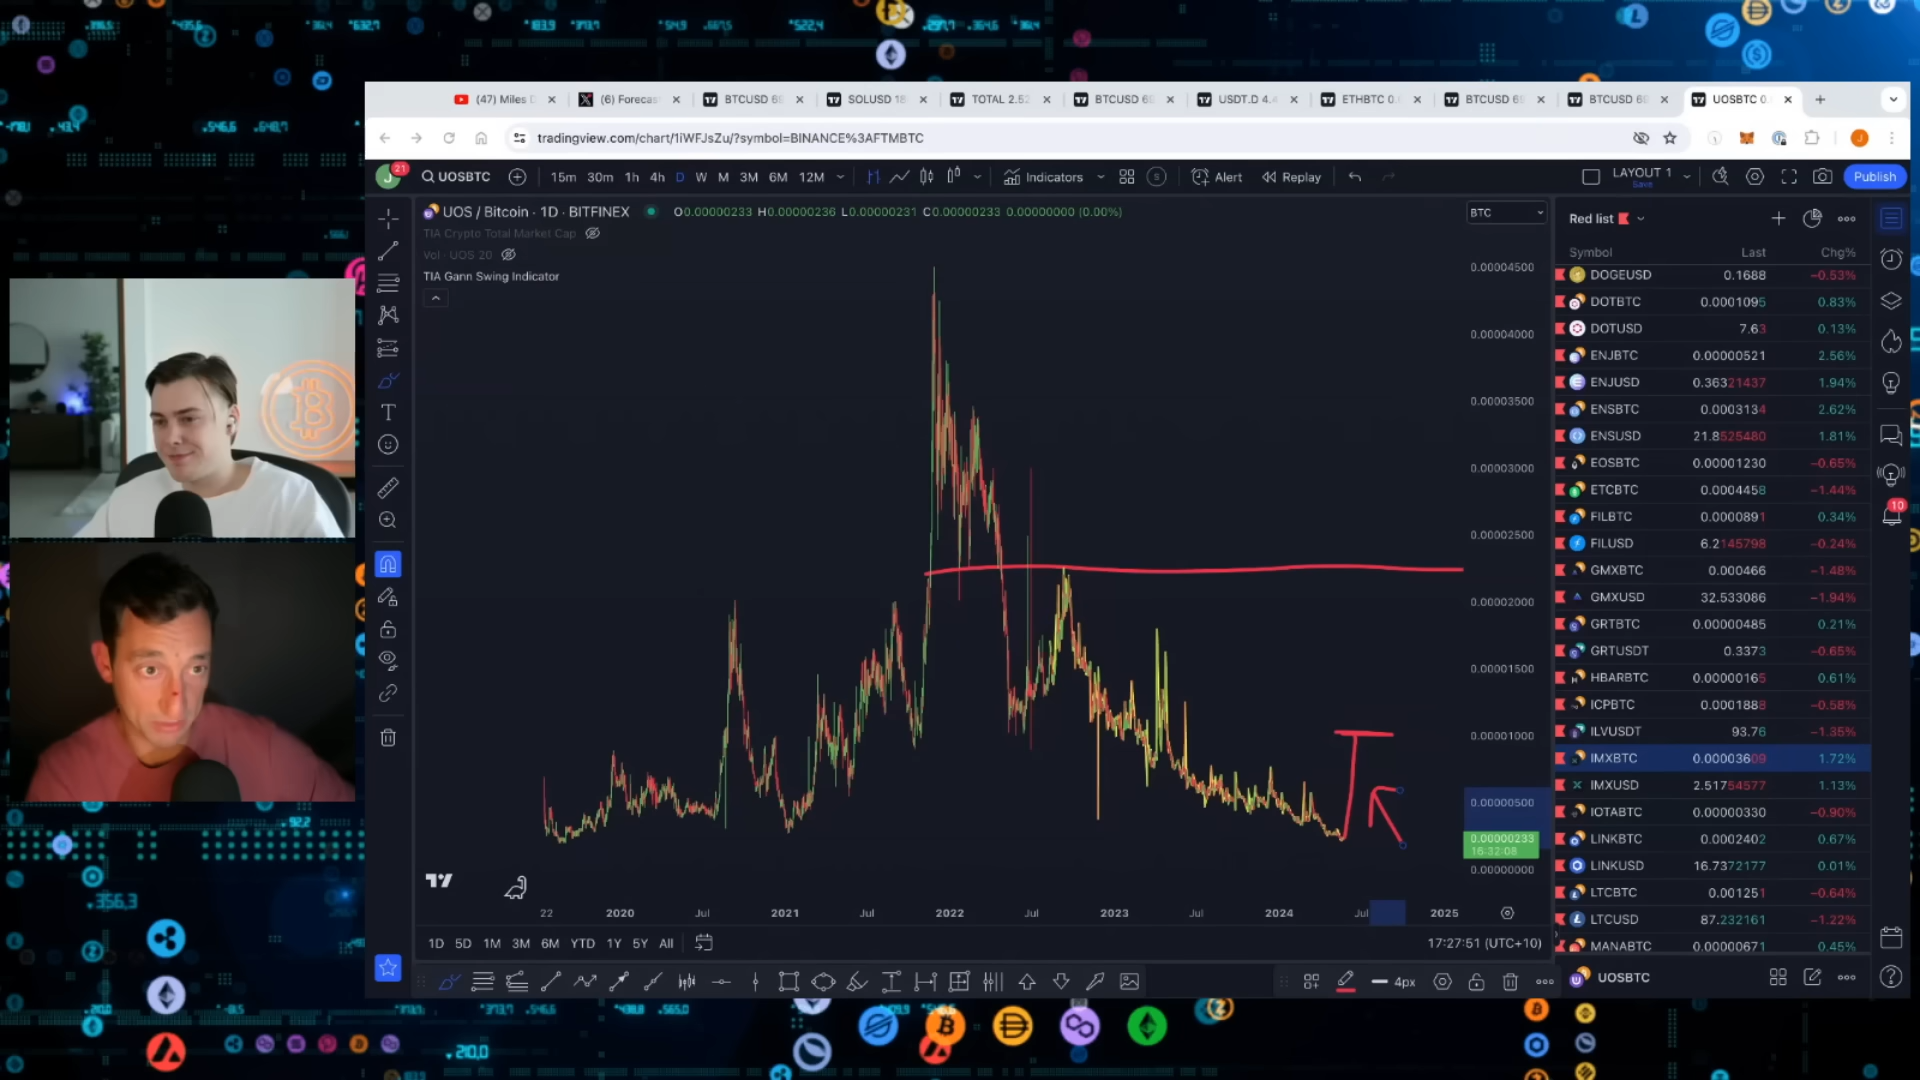 (47) Miles D
(6) Forecas
BTCUSD 6
SOLUSD 18
TOTAL 2.52
BTCUSD 6
USDT.D 4.4
ETHBTC 0.
BTCUSD 6
BTCUSD 6
UOSBTC 0.
tradingview.com/chart/1iWFJsZu/?symbol=BINANCE%3AFTMBTC
J
J 21 UOSBTC 15m 30m 1h 4h D W M 3M 6M 12M Indicators Alert Replay LAYOUT 1 Save Publish
UOS / Bitcoin · 1D · BITFINEX O0.00000233 H0.00000236 L0.00000231 C0.00000233 0.00000000 (0.00%) BTC
TIA Crypto Total Market Cap
Vol · UOS 20
TIA Gann Swing Indicator
0.00004500
0.00004000
0.00003500
0.00003000
0.00002500
0.00002000
0.00001500
0.00001000
0.00000500
0.00000233
16:32:08
0.00000000
22 2020 Jul 2021 Jul 2022 Jul 2023 Jul 2024 Jul 2025
1D 5D 1M 3M 6M YTD 1Y 5Y All 17:27:51 (UTC+10)
4px
Red list
Symbol Last Chg%
DOGEUSD 0.1688 −0.53%
DOTBTC 0.0001095 0.83%
DOTUSD 7.63 0.13%
ENJBTC 0.00000521 2.56%
ENJUSD 0.36321437 1.94%
ENSBTC 0.0003134 2.62%
ENSUSD 21.8525480 1.81%
EOSBTC 0.00001230 −0.65%
ETCBTC 0.0004458 −1.44%
FILBTC 0.0000891 0.34%
FILUSD 6.2145798 −0.24%
GMXBTC 0.000466 −1.48%
GMXUSD 32.533086 −1.94%
GRTBTC 0.00000485 0.21%
GRTUSDT 0.3373 −0.65%
HBARBTC 0.00000165 0.61%
ICPBTC 0.0001888 −0.58%
ILVUSDT 93.76 −1.35%
IMXBTC 0.00003609 1.72%
IMXUSD 2.51754577 1.13%
IOTABTC 0.00000330 −0.90%
LINKBTC 0.0002402 0.67%
LINKUSD 16.7372177 0.01%
LTCBTC 0.001251 −0.64%
LTCUSD 87.232161 −1.22%
MANABTC 0.00000671 0.45%
UOSBTC
10